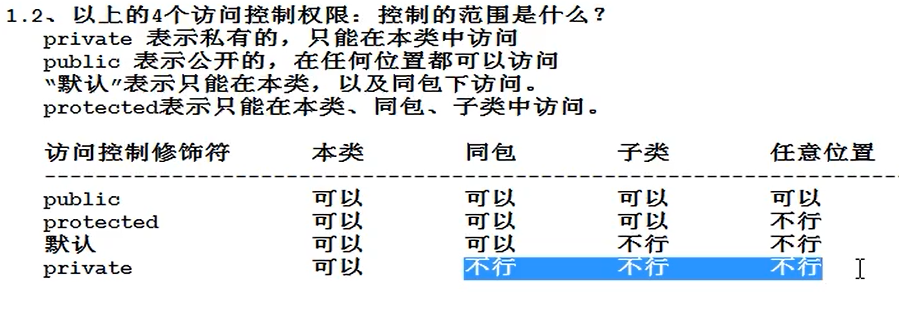 1.2、以上的4个访问控制权限：控制的范围是什么？
private 表示私有的，只能在本类中访问
public 表示公开的，在任何位置都可以访问
“默认”表示只能在本类，以及同包下访问。
protected表示只能在本类、同包、子类中访问。
访问控制修饰符 本类 同包 子类 任意位置
---------------------------------------------------------------
public 可以 可以 可以 可以
protected 可以 可以 可以 不行
默认 可以 可以 不行 不行
private 可以 不行 不行 不行